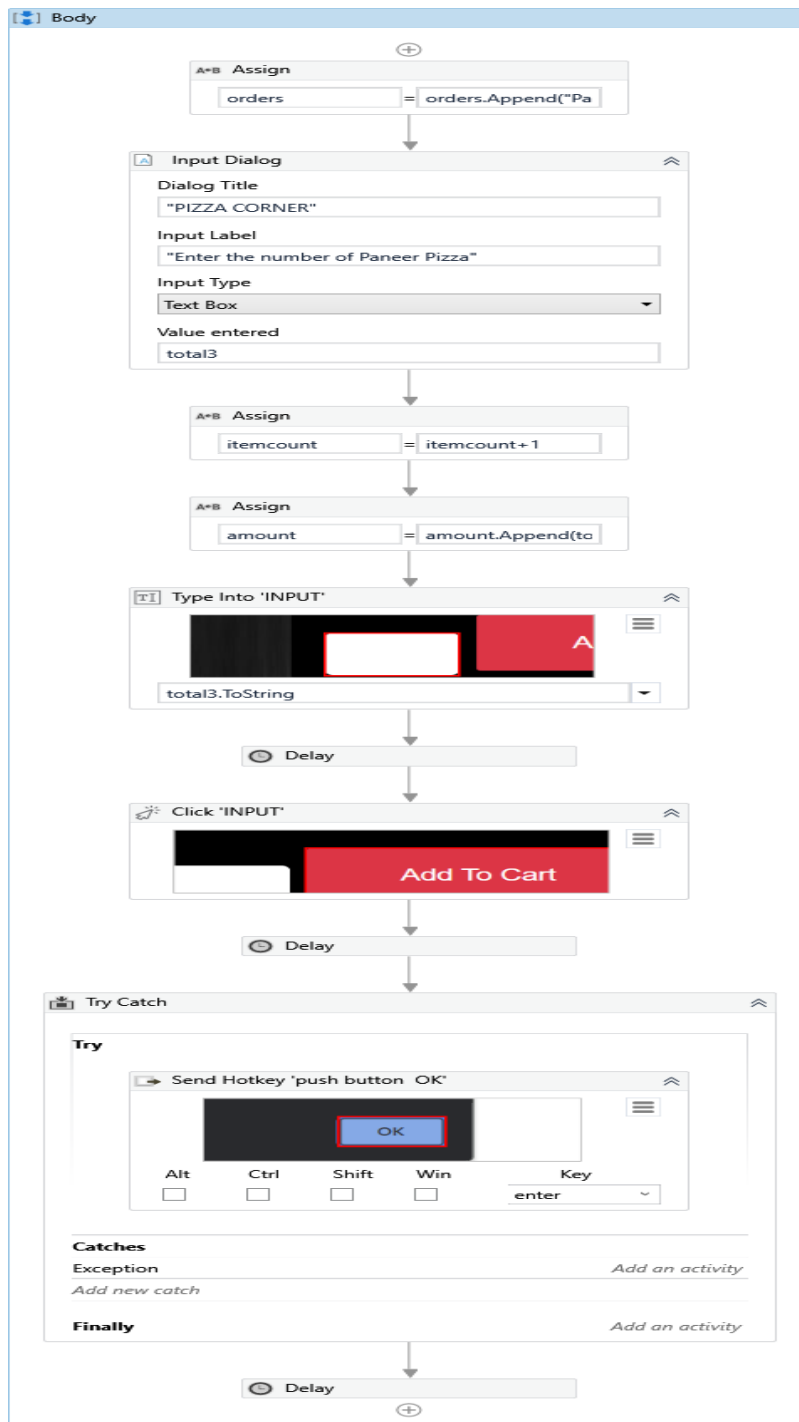 Body
A+B Assign
orders = orders.Append("Pa
Input Dialog
Dialog Title
"PIZZA CORNER"
Input Label
"Enter the number of Paneer Pizza"
Input Type
Text Box
Value entered
total3
A+B Assign
itemcount = itemcount+1
A+B Assign
amount = amount.Append(to
TI Type Into 'INPUT'
A
total3.ToString
Delay
Click 'INPUT'
Add To Cart
Delay
Try Catch
Try
Send Hotkey 'push button OK'
OK
Alt Ctrl Shift Win Key
enter
Catches
Exception Add an activity
Add new catch
Finally Add an activity
Delay